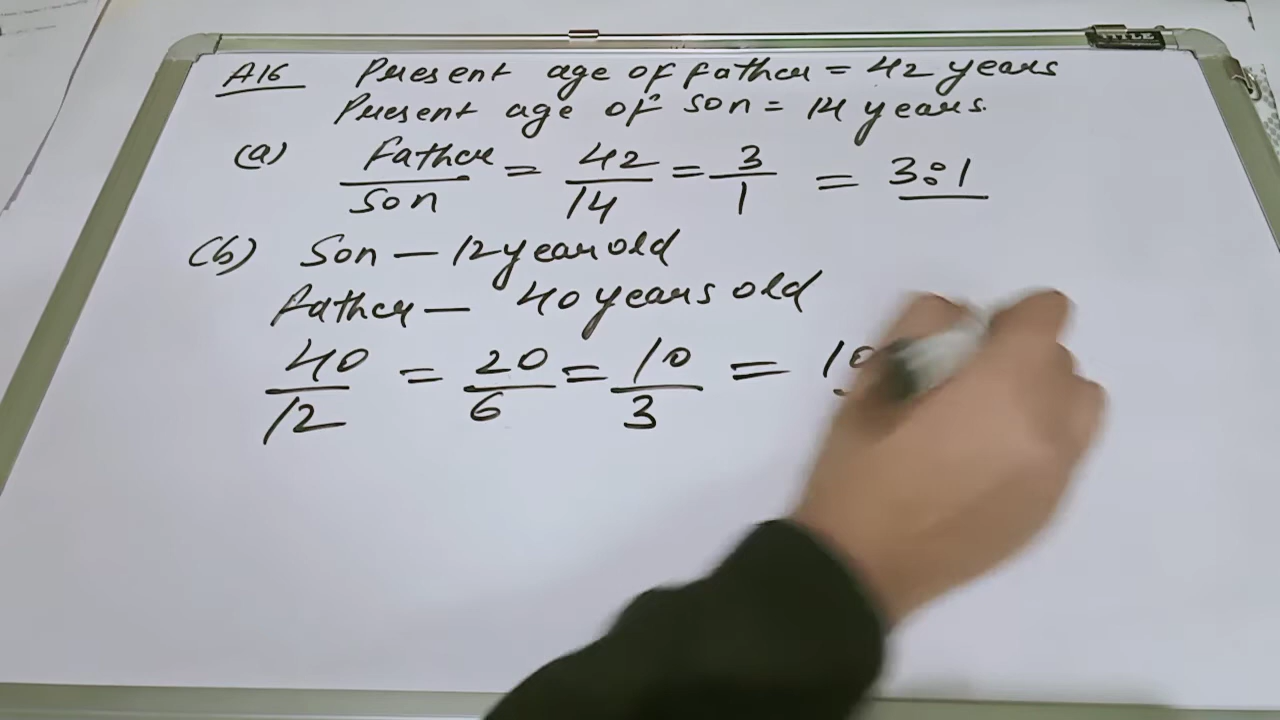 A16 Present age of father = 42 years
Present age of son = 14 years.
(a) Father/son = 42/14 = 3/1 = 3:1
(b) Son — 12 year old
Father — 40 years old
40/12 = 20/6 = 10/3 = 10